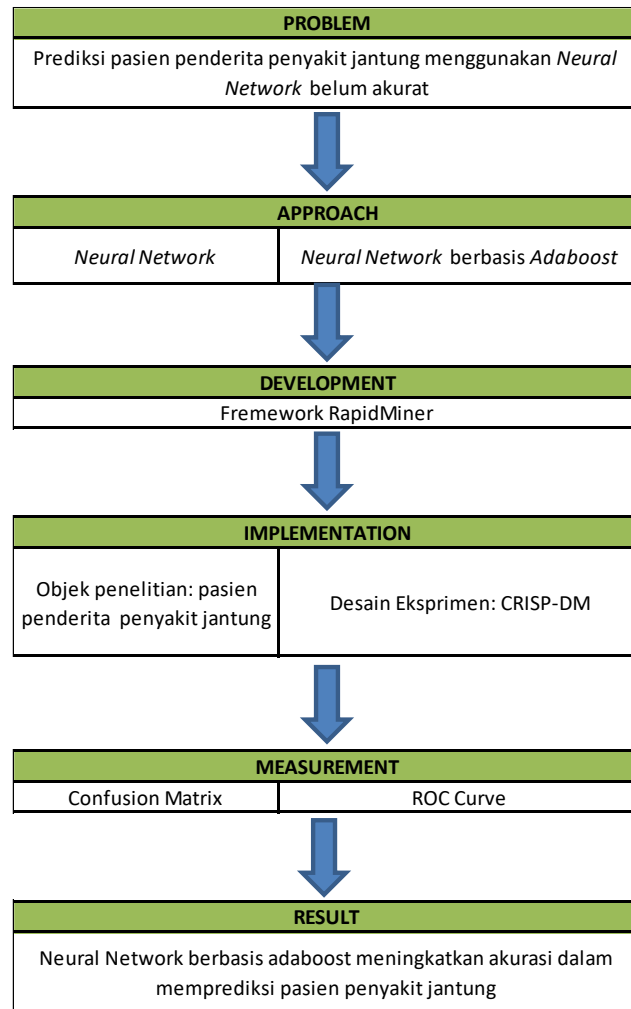 PROBLEM
Prediksi pasien penderita penyakit jantung menggunakan Neural
Network belum akurat
APPROACH
Neural Network
Neural Network berbasis Adaboost
DEVELOPMENT
Fremework RapidMiner
IMPLEMENTATION
Objek penelitian: pasien
penderita penyakit jantung
Desain Eksprimen: CRISP-DM
MEASUREMENT
Confusion Matrix
ROC Curve
RESULT
Neural Network berbasis adaboost meningkatkan akurasi dalam
memprediksi pasien penyakit jantung